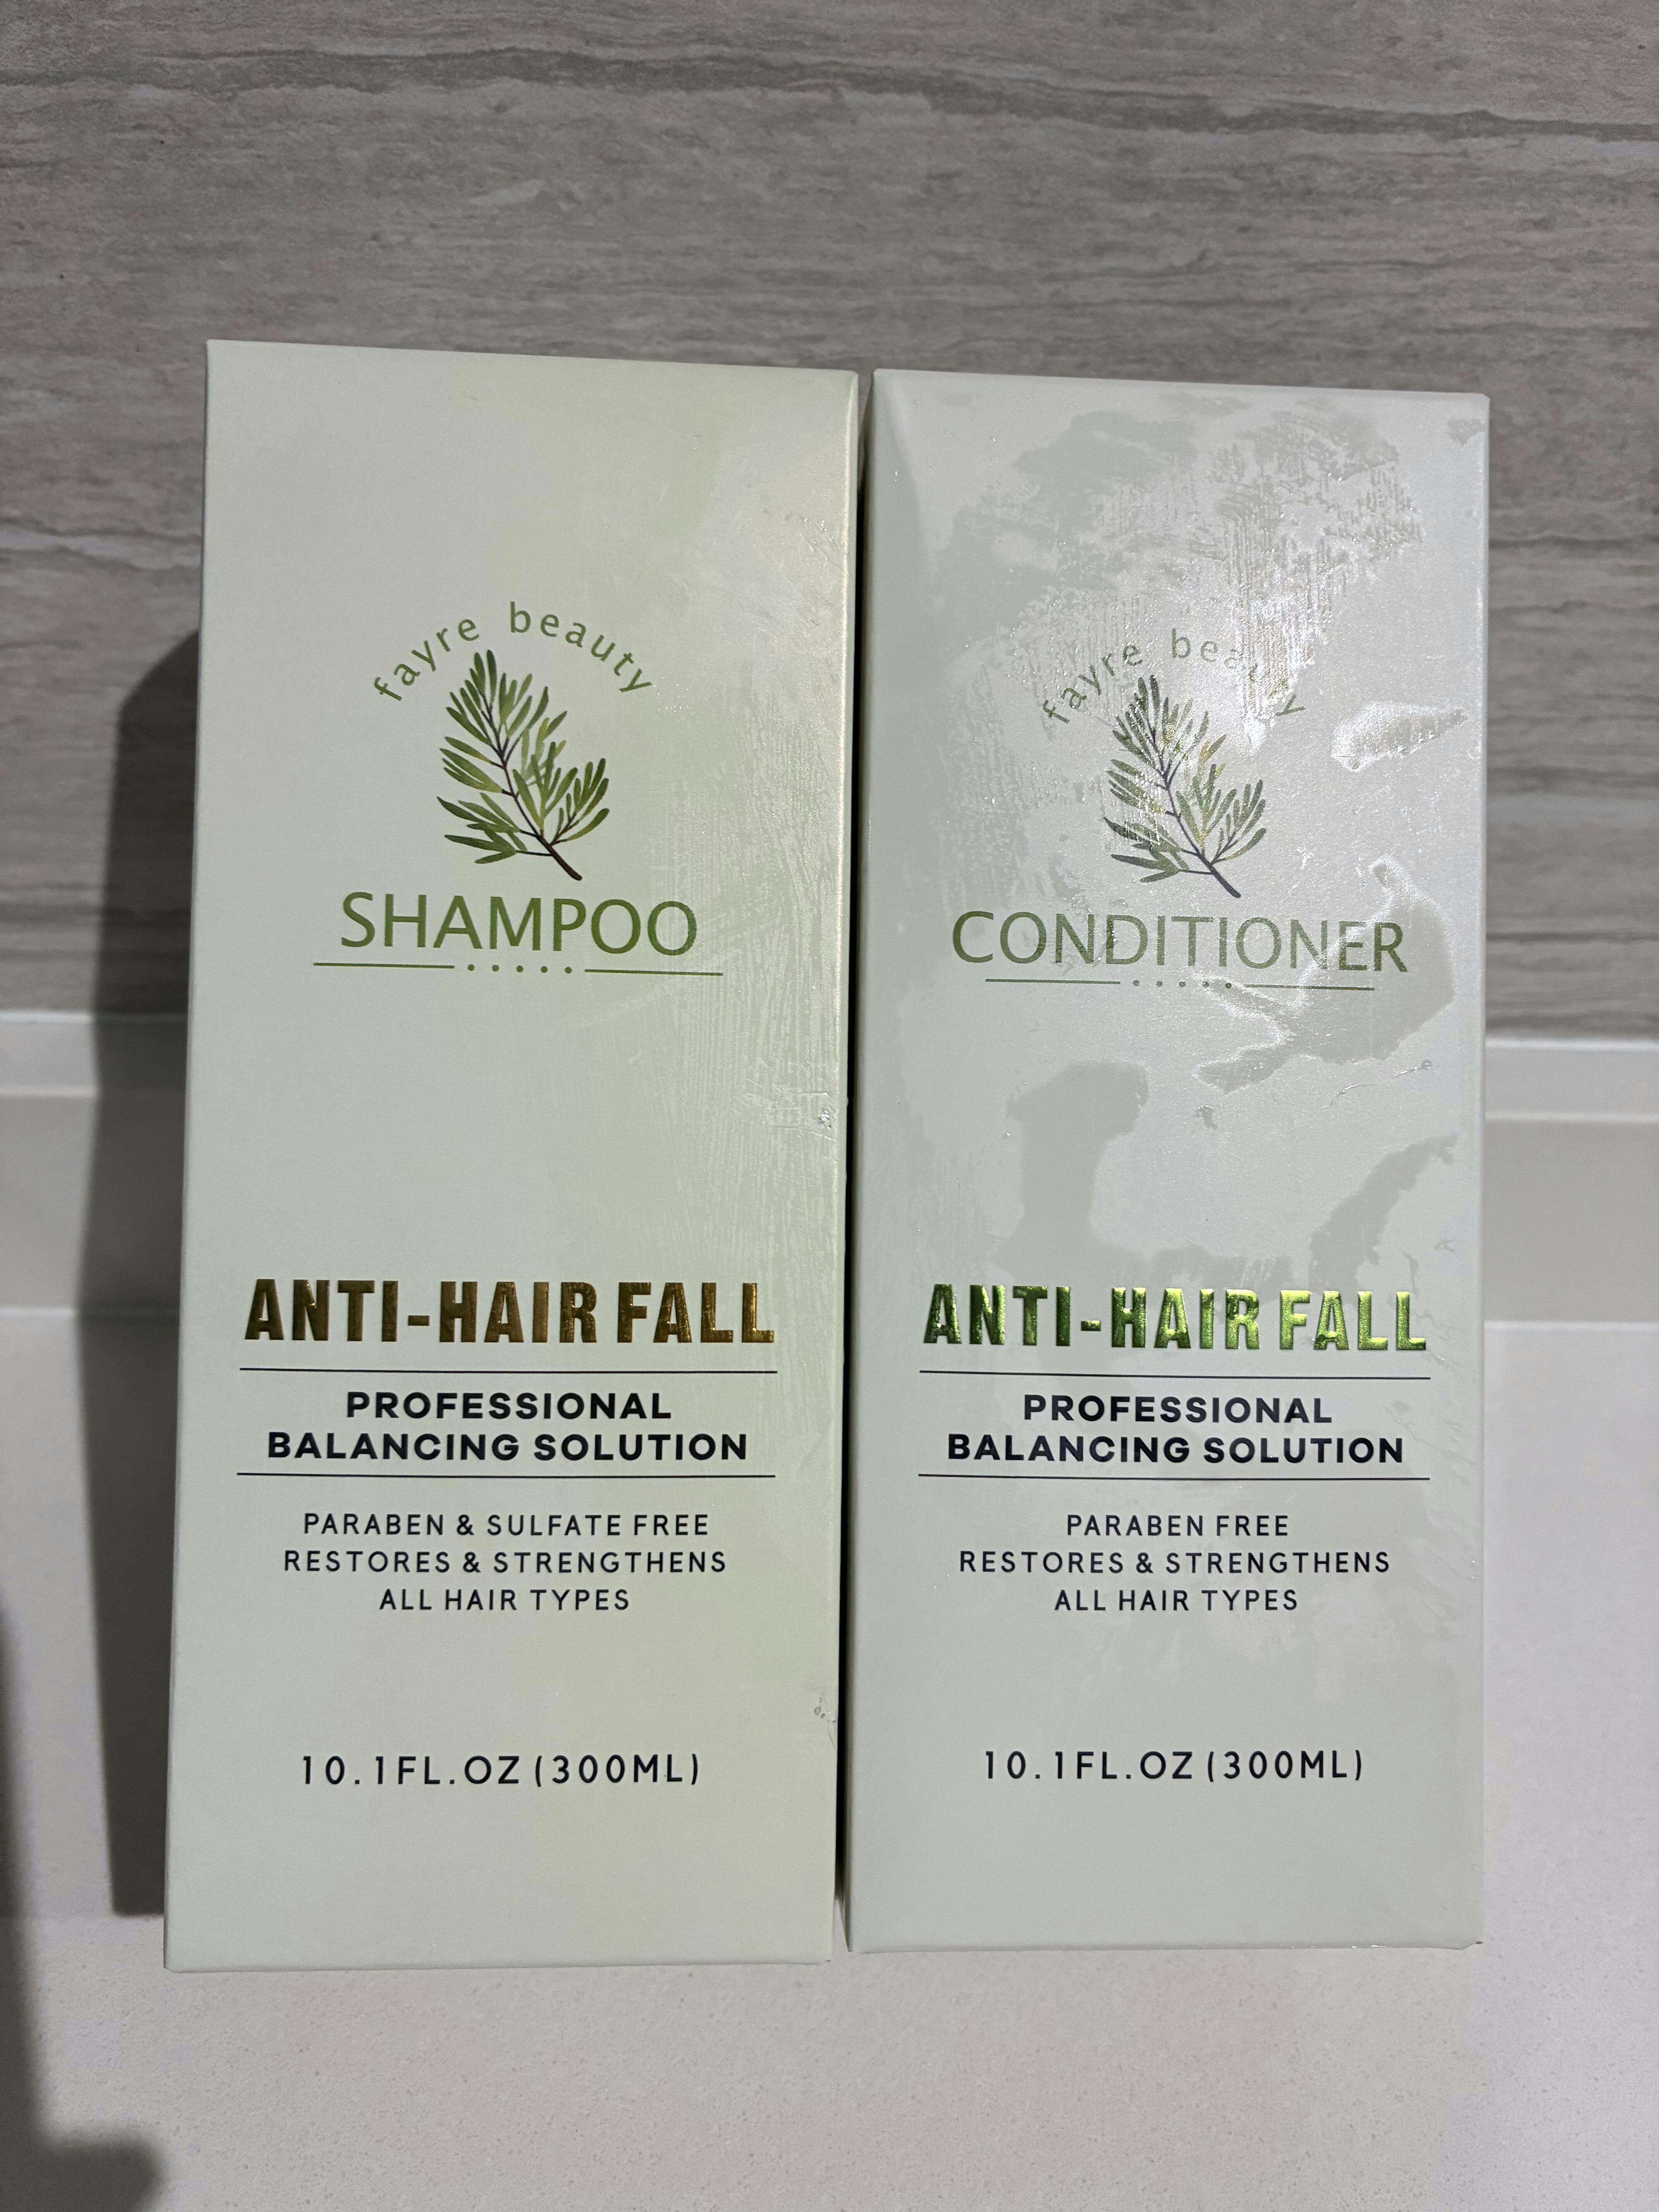 fayre beauty
SHAMPOO
ANTI-HAIR FALL
PROFESSIONAL
BALANCING SOLUTION
PARABEN & SULFATE FREE
RESTORES & STRENGTHENS
ALL HAIR TYPES
10.1FL.OZ (300ML)
fayre beauty
CONDITIONER
ANTI-HAIR FALL
PROFESSIONAL
BALANCING SOLUTION
PARABEN FREE
RESTORES & STRENGTHENS
ALL HAIR TYPES
10.1FL.OZ (300ML)